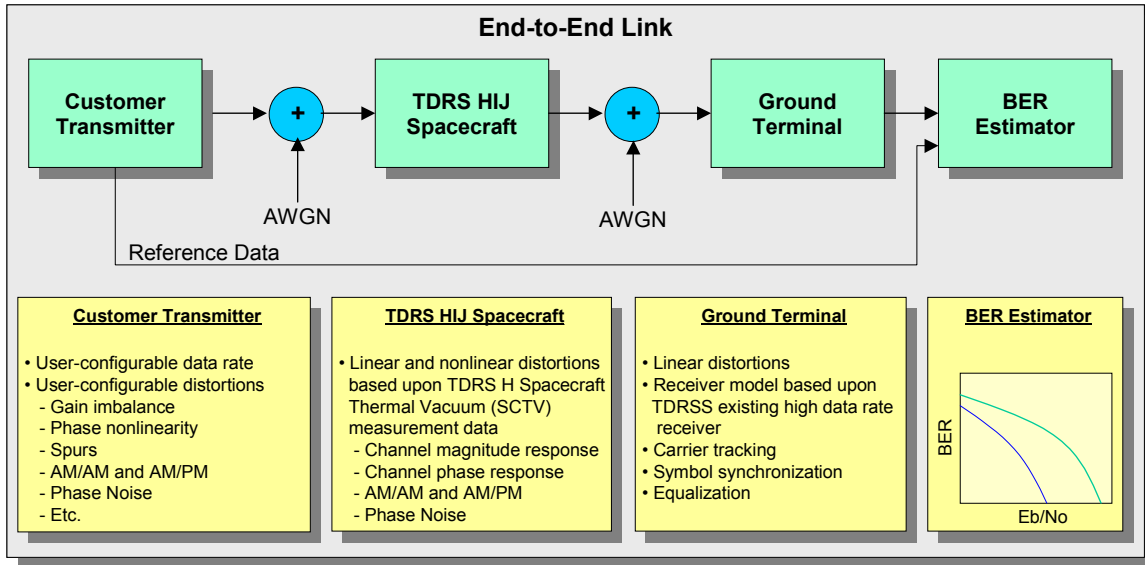 End-to-End Link
Customer
Transmitter
+
TDRS HIJ
Spacecraft
+
Ground
Terminal
BER
Estimator
AWGN
AWGN
Reference Data
Customer Transmitter
• User-configurable data rate
• User-configurable distortions
- Gain imbalance
- Phase nonlinearity
- Spurs
- AM/AM and AM/PM
- Phase Noise
- Etc.
TDRS HIJ Spacecraft
• Linear and nonlinear distortions
based upon TDRS H Spacecraft
Thermal Vacuum (SCTV)
measurement data
- Channel magnitude response
- Channel phase response
- AM/AM and AM/PM
- Phase Noise
Ground Terminal
• Linear distortions
• Receiver model based upon
TDRSS existing high data rate
receiver
• Carrier tracking
• Symbol synchronization
• Equalization
BER Estimator
BER
Eb/No